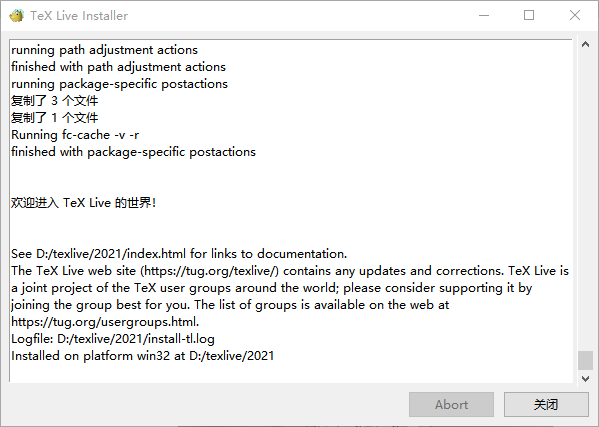 TeX Live Installer
running path adjustment actions
finished with path adjustment actions
running package-specific postactions
复制了 3 个文件
复制了 1 个文件
Running fc-cache -v -r
finished with package-specific postactions
欢迎进入 TeX Live 的世界！
See D:/texlive/2021/index.html for links to documentation.
The TeX Live web site (https://tug.org/texlive/) contains any updates and corrections. TeX Live is
a joint project of the TeX user groups around the world; please consider supporting it by
joining the group best for you. The list of groups is available on the web at
https://tug.org/usergroups.html.
Logfile: D:/texlive/2021/install-tl.log
Installed on platform win32 at D:/texlive/2021
Abort
关闭